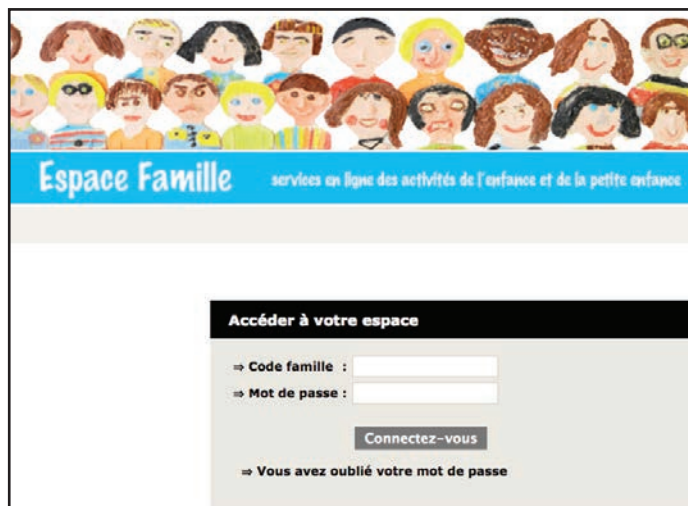 Espace Famille services en ligne des activités de l'enfance et de la petite enfance
Accéder à votre espace
⇒ Code famille :
⇒ Mot de passe :
Connectez-vous
⇒ Vous avez oublié votre mot de passe